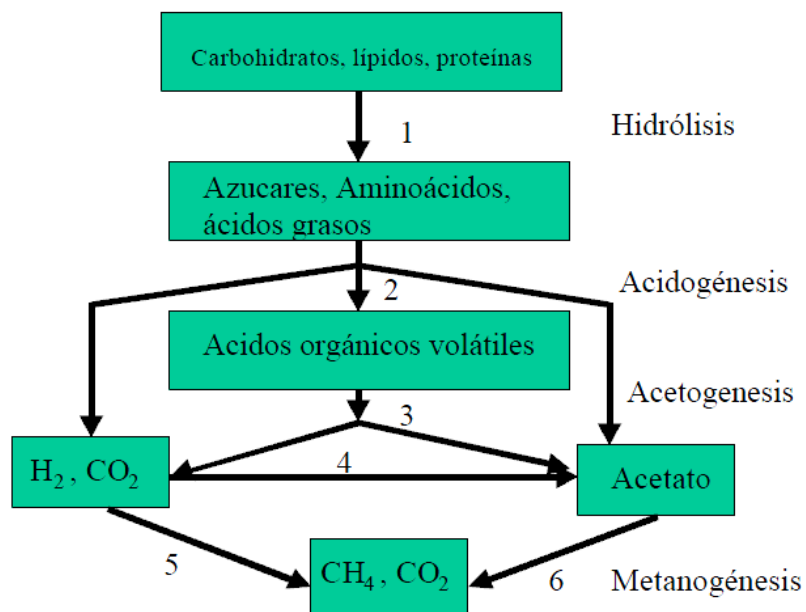 Carbohidratos, lípidos, proteínas
1
Hidrólisis
Azucares, Aminoácidos,
ácidos grasos
2
Acidogénesis
Acidos orgánicos volátiles
Acetogenesis
3
H₂ , CO₂
4
Acetato
5
CH₄ , CO₂
6
Metanogénesis